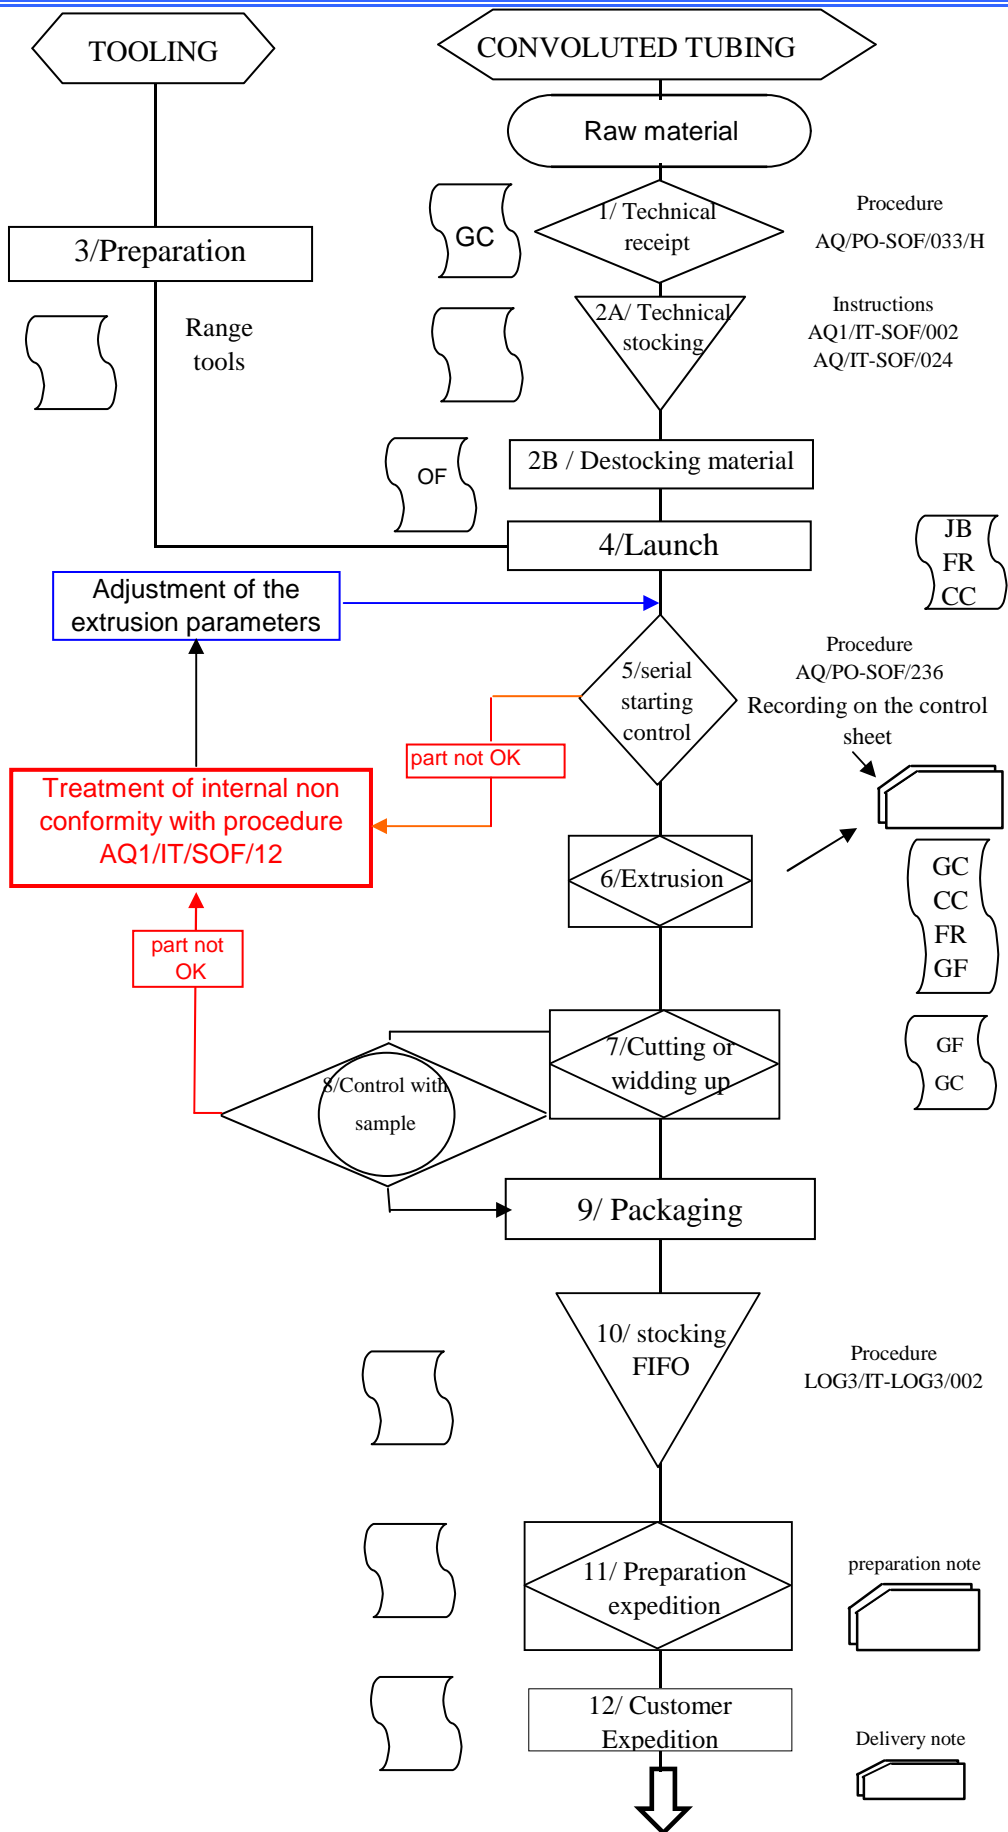 TOOLING
CONVOLUTED TUBING
Raw material
GC
1/ Technical
receipt
Procedure
AQ/PO-SOF/033/H
3/Preparation
Range
tools
2A/ Technical
stocking
Instructions
AQ1/IT-SOF/002
AQ/IT-SOF/024
OF
2B / Destocking material
4/Launch
JB
FR
CC
Adjustment of the
extrusion parameters
5/serial
starting
control
Procedure
AQ/PO-SOF/236
Recording on the control
sheet
part not OK
Treatment of internal non
conformity with procedure
AQ1/IT/SOF/12
6/Extrusion
GC
CC
FR
GF
part not
OK
7/Cutting or
widding up
GF
GC
8/Control with
sample
9/ Packaging
10/ stocking
FIFO
Procedure
LOG3/IT-LOG3/002
11/ Preparation
expedition
preparation note
12/ Customer
Expedition
Delivery note